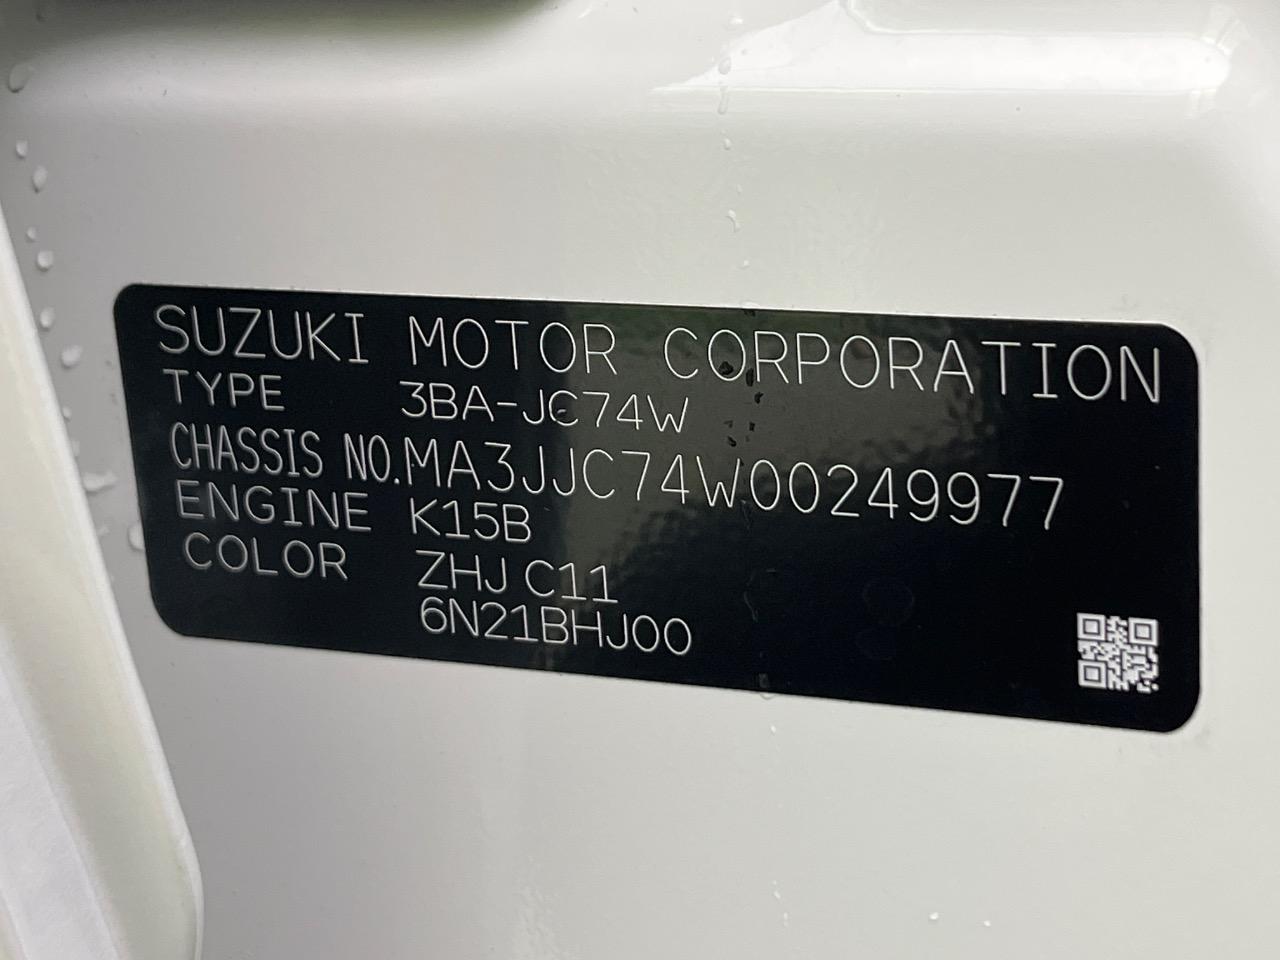 SUZUKI MOTOR CORPORATION
TYPE 3BA-JC74W
CHASSIS NO.MA3JJC74W00249977
ENGINE K15B
COLOR ZHJ C11
6N21BHJ00